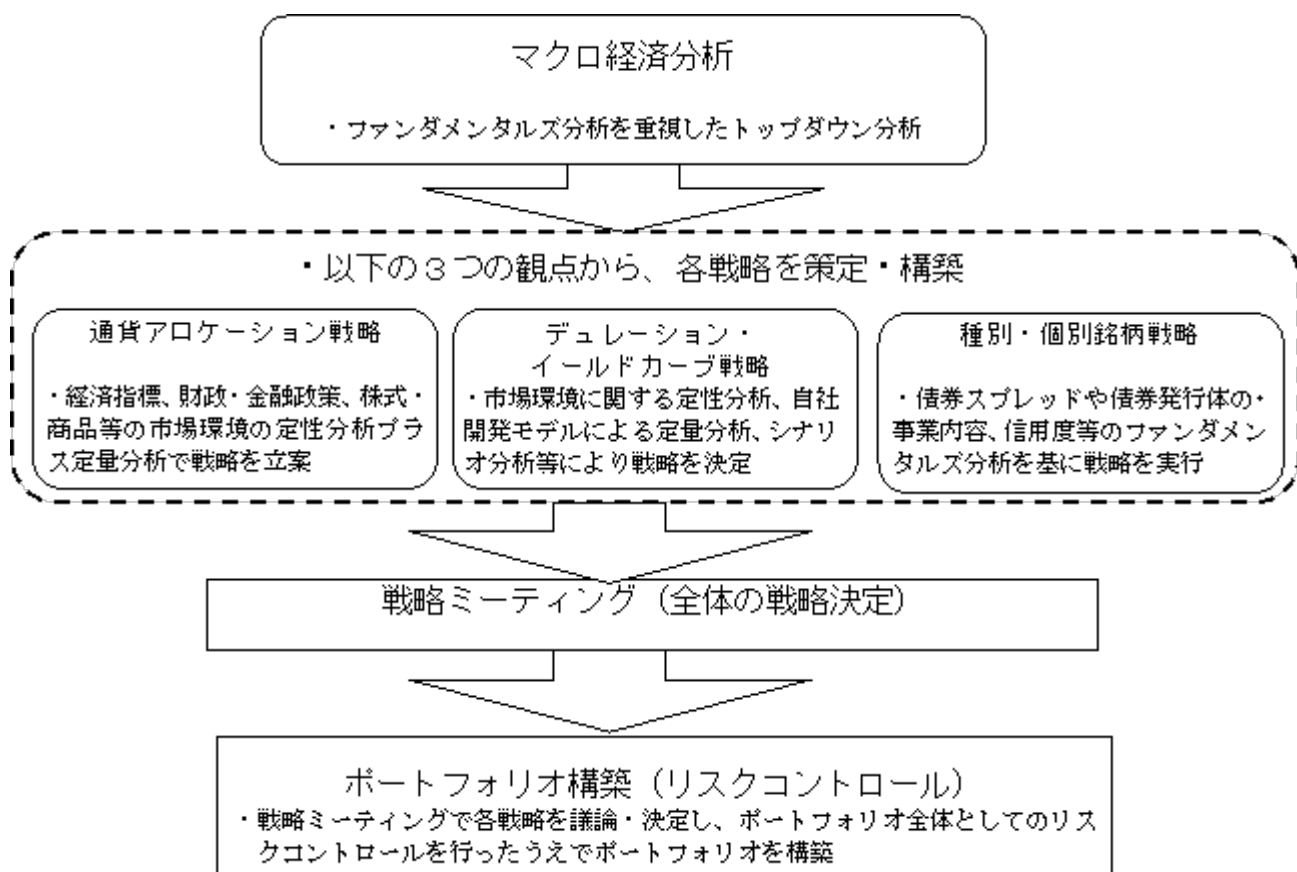 マクロ経済分析
・ファンダメンタルズ分析を重視したトップダウン分析
・以下の３つの観点から、各戦略を策定・構築
通貨アロケーション戦略
・経済指標、財政・金融政策、株式・
商品等の市場環境の定性分析プラ
ス定量分析で戦略を立案
デュレーション・
イールドカーブ戦略
・市場環境に関する定性分析、自社
開発モデルによる定量分析、シナリ
オ分析等により戦略を決定
種別・個別銘柄戦略
・債券スプレッドや債券発行体の・
事業内容、信用度等のファンダメン
タルズ分析を基に戦略を実行
戦略ミーティング（全体の戦略決定）
ポートフォリオ構築（リスクコントロール）
・戦略ミーティングで各戦略を議論・決定し、ポートフォリオ全体としてのリス
クコントロールを行ったうえでポートフォリオを構築